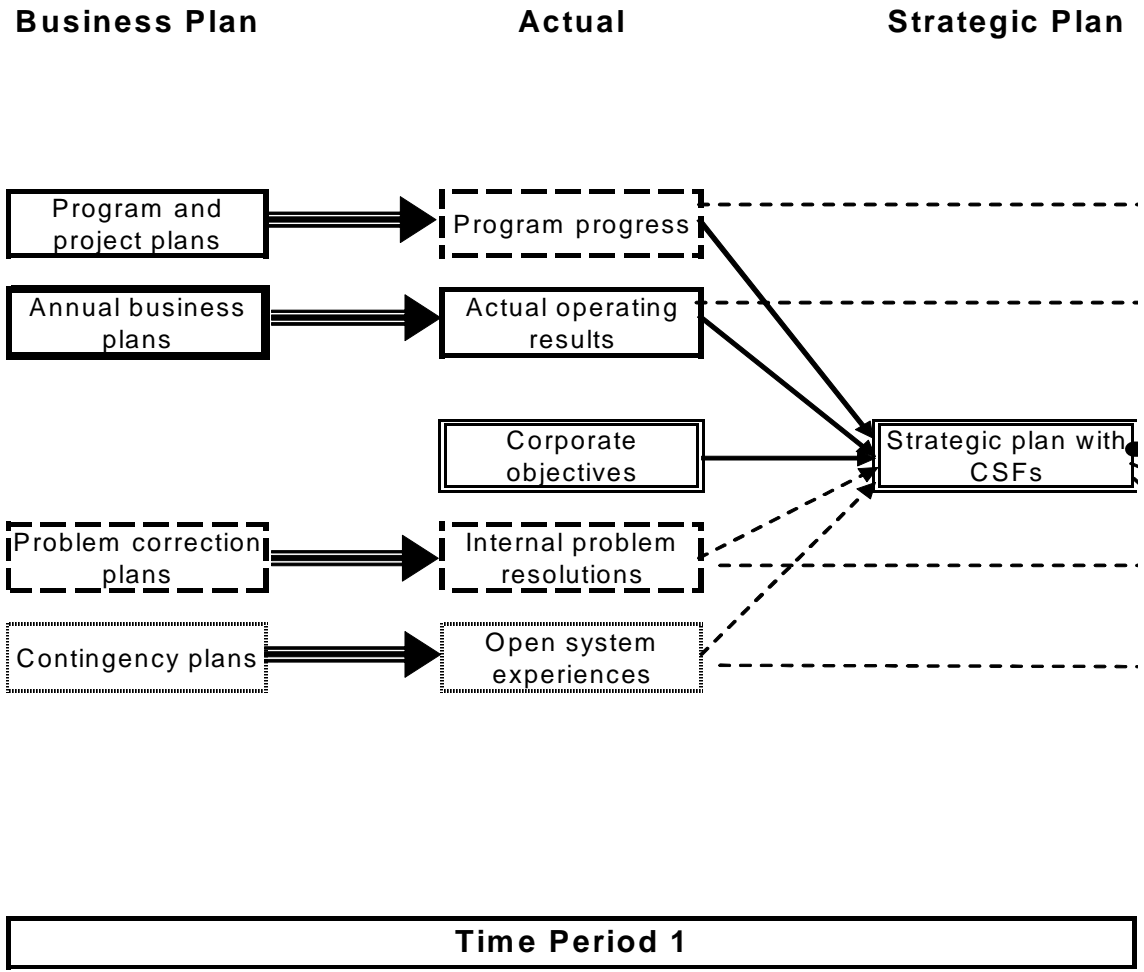 Business Plan
Actual
Strategic Plan
Program and
project plans
Program progress
Annual business
plans
Actual operating
results
Corporate
objectives
Strategic plan with
CSFs
Problem correction
plans
Internal problem
resolutions
Contingency plans
Open system
experiences
Time Period 1